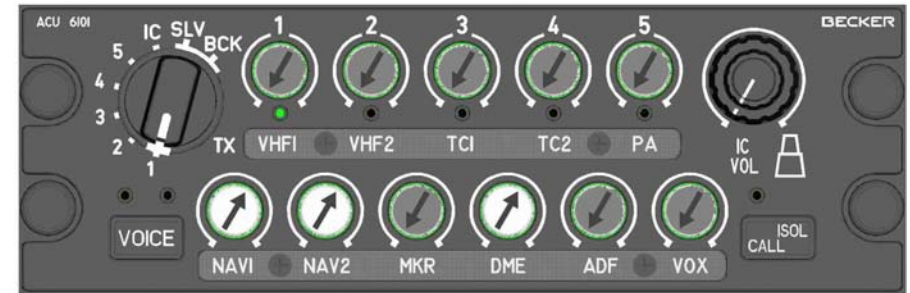 ACU 6101 BECKER
IC SLV BCK
5
4
3
2
1
TX
1 2 3 4 5
VHF1 VHF2 TC1 TC2 PA
IC
VOL
VOICE
ISOL
CALL
NAV1 NAV2 MKR DME ADF VOX